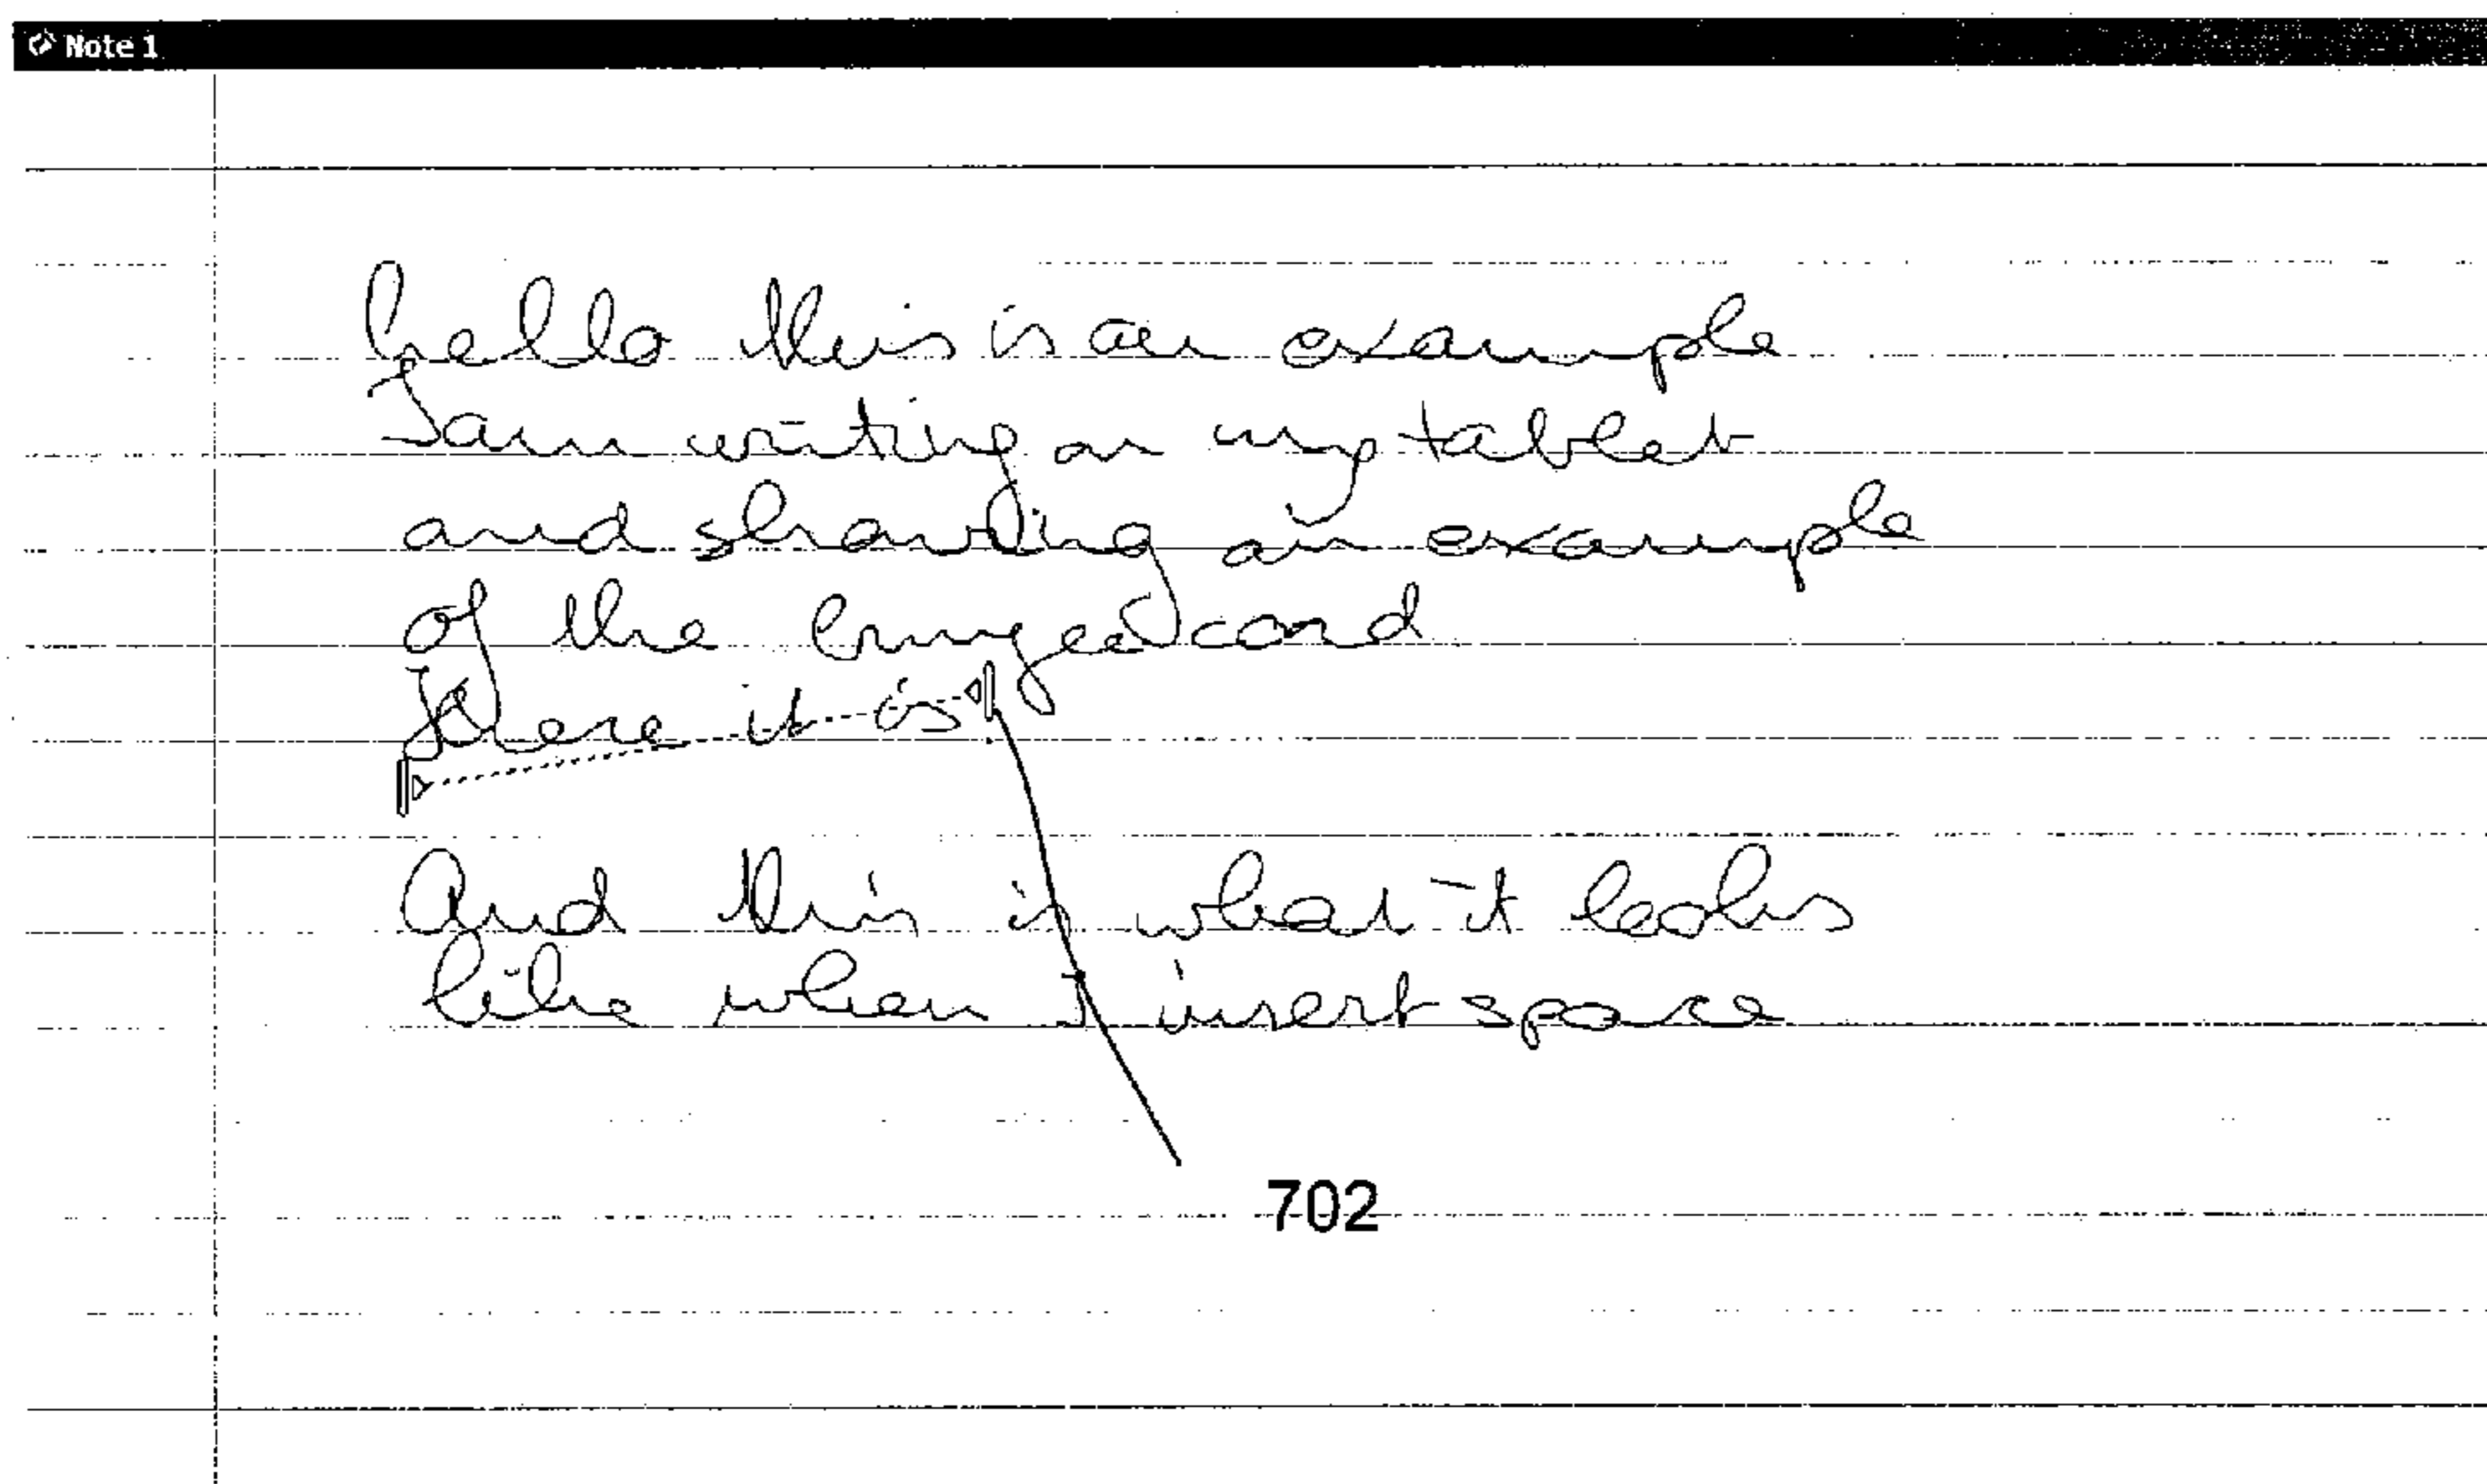 Note 1
hello this is an example
I am writing on my tablet
and showing an example
of the cord
Here it is
And this is what it looks
like when I insert space
702